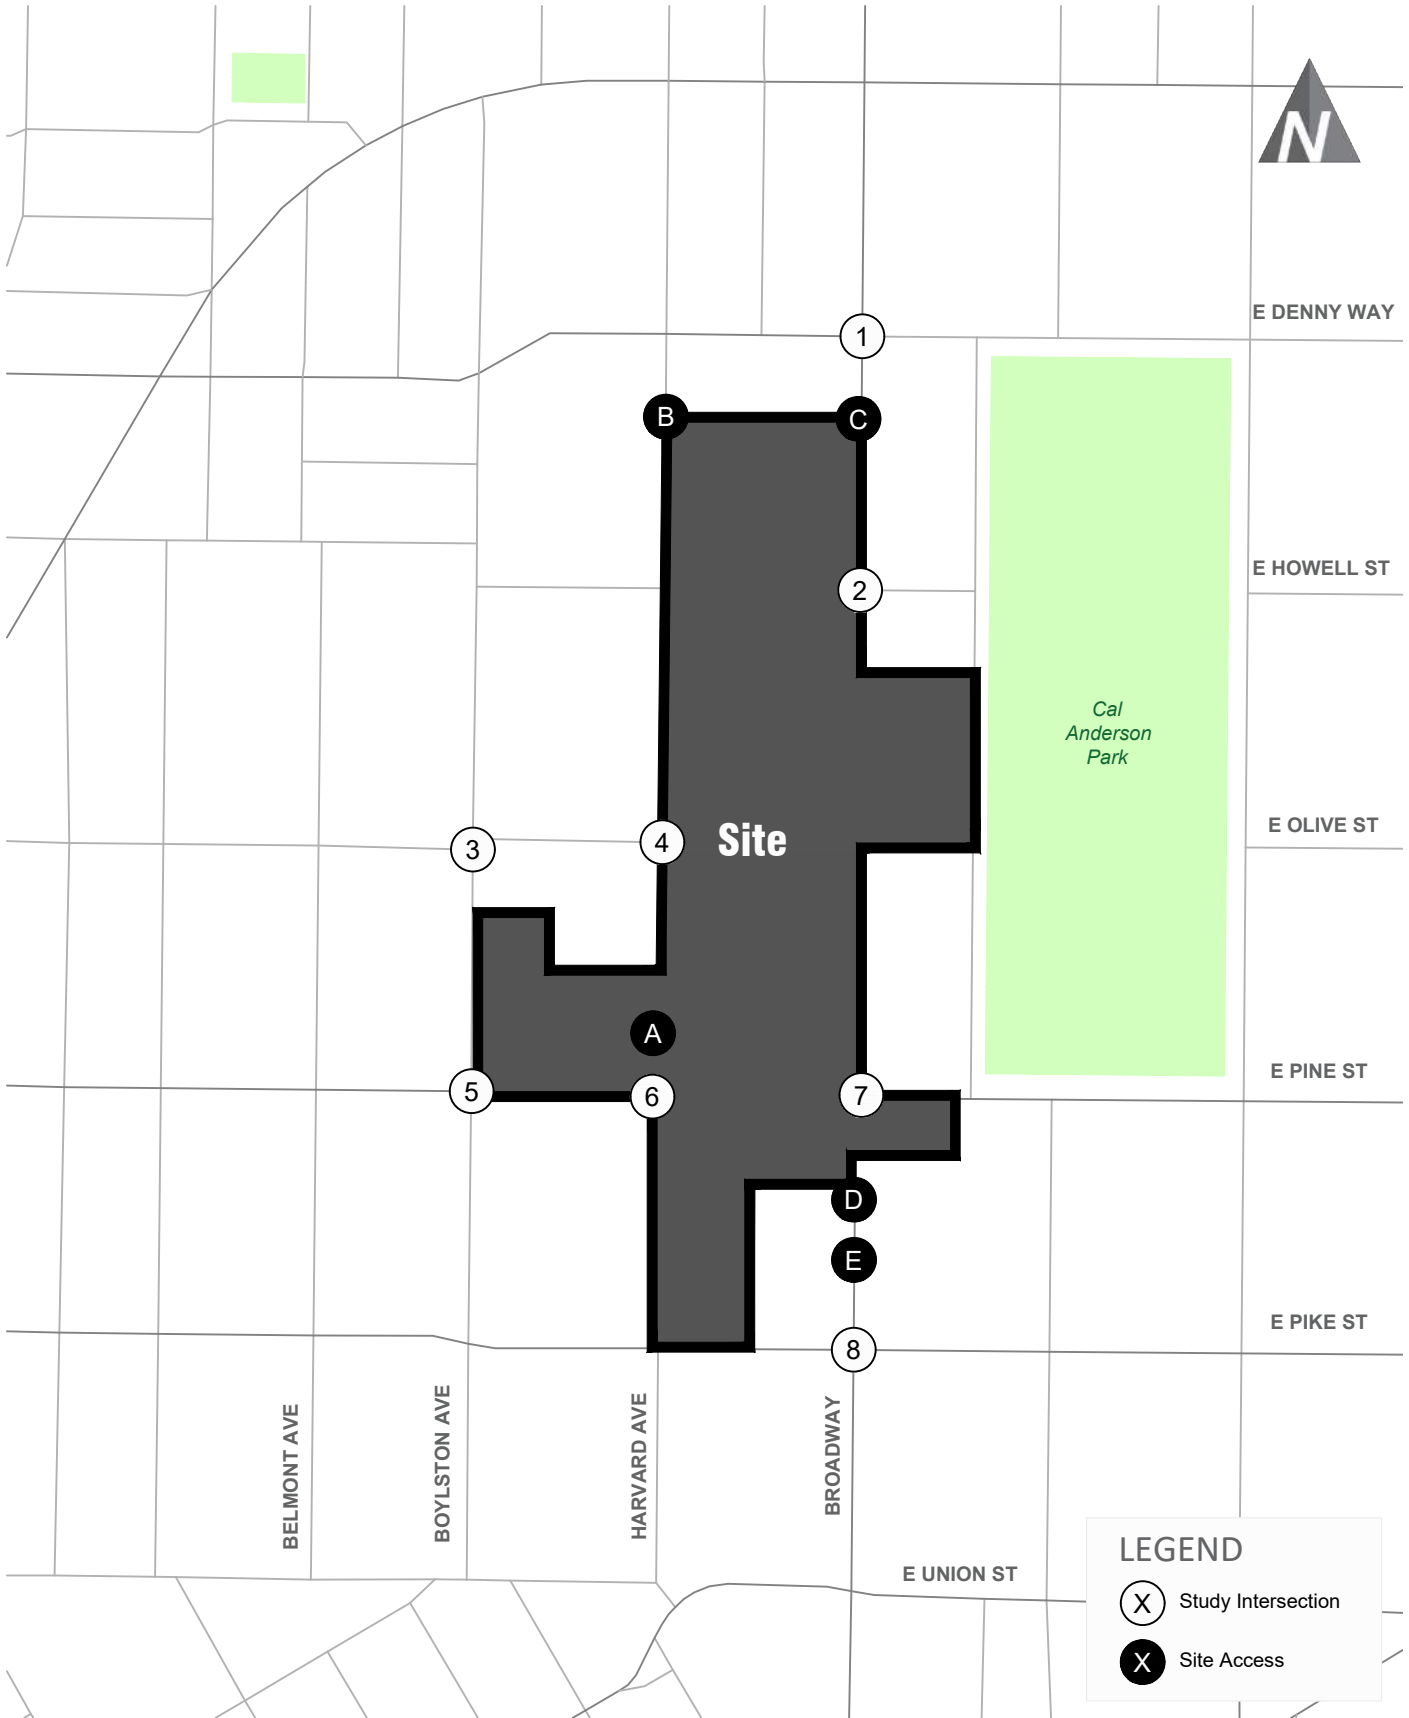 N
E DENNY WAY
1
B
C
E HOWELL ST
2
Cal
Anderson
Park
E OLIVE ST
Site
3
4
A
E PINE ST
5
6
7
D
E
E PIKE ST
8
BELMONT AVE
BOYLSTON AVE
HARVARD AVE
BROADWAY
E UNION ST
LEGEND
X Study Intersection
X Site Access